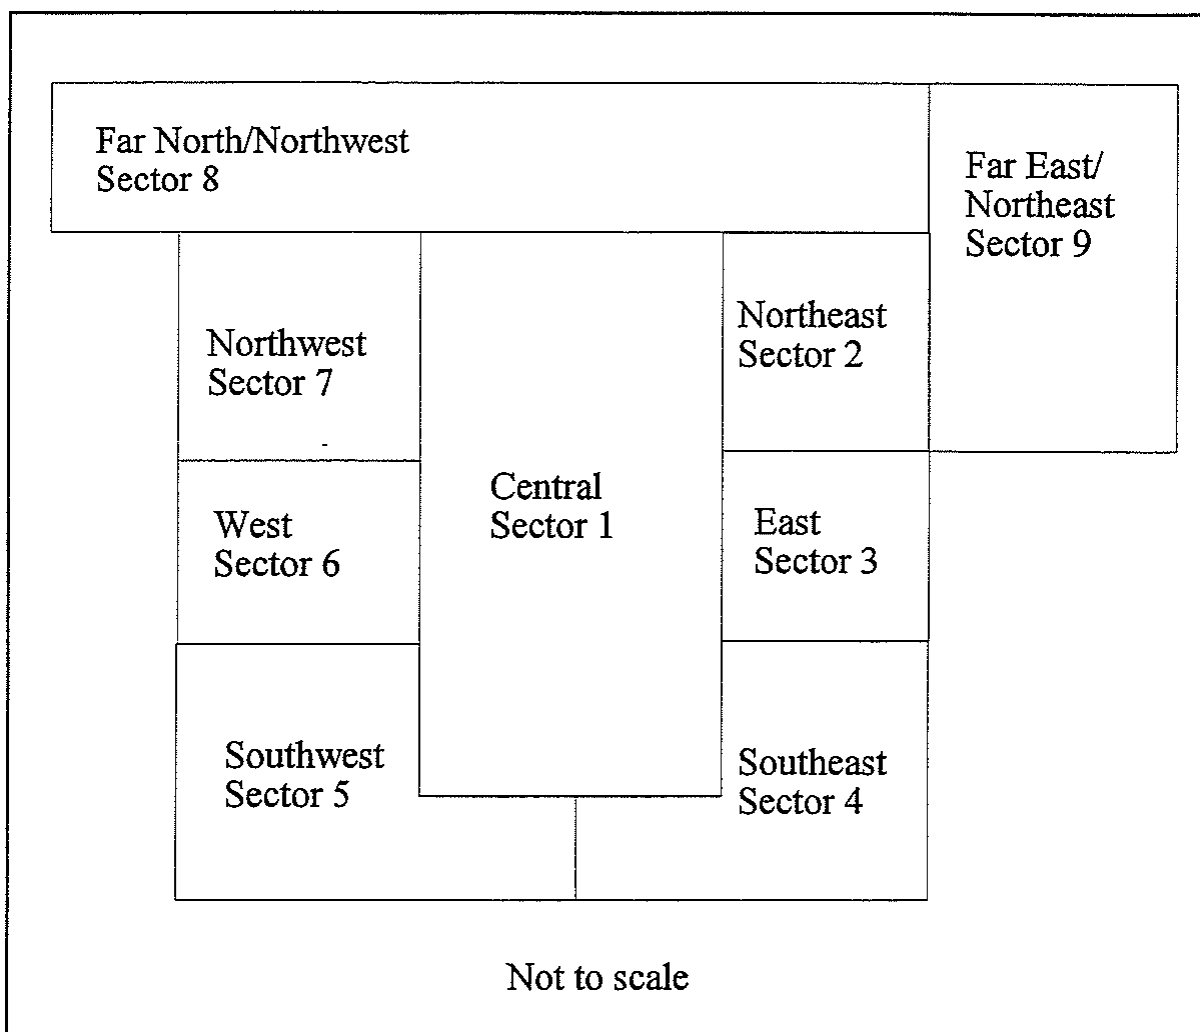 Far North/Northwest
Sector 8
Far East/
Northeast
Sector 9
Northwest
Sector 7
Northeast
Sector 2
Central
Sector 1
West
Sector 6
East
Sector 3
Southwest
Sector 5
Southeast
Sector 4
Not to scale